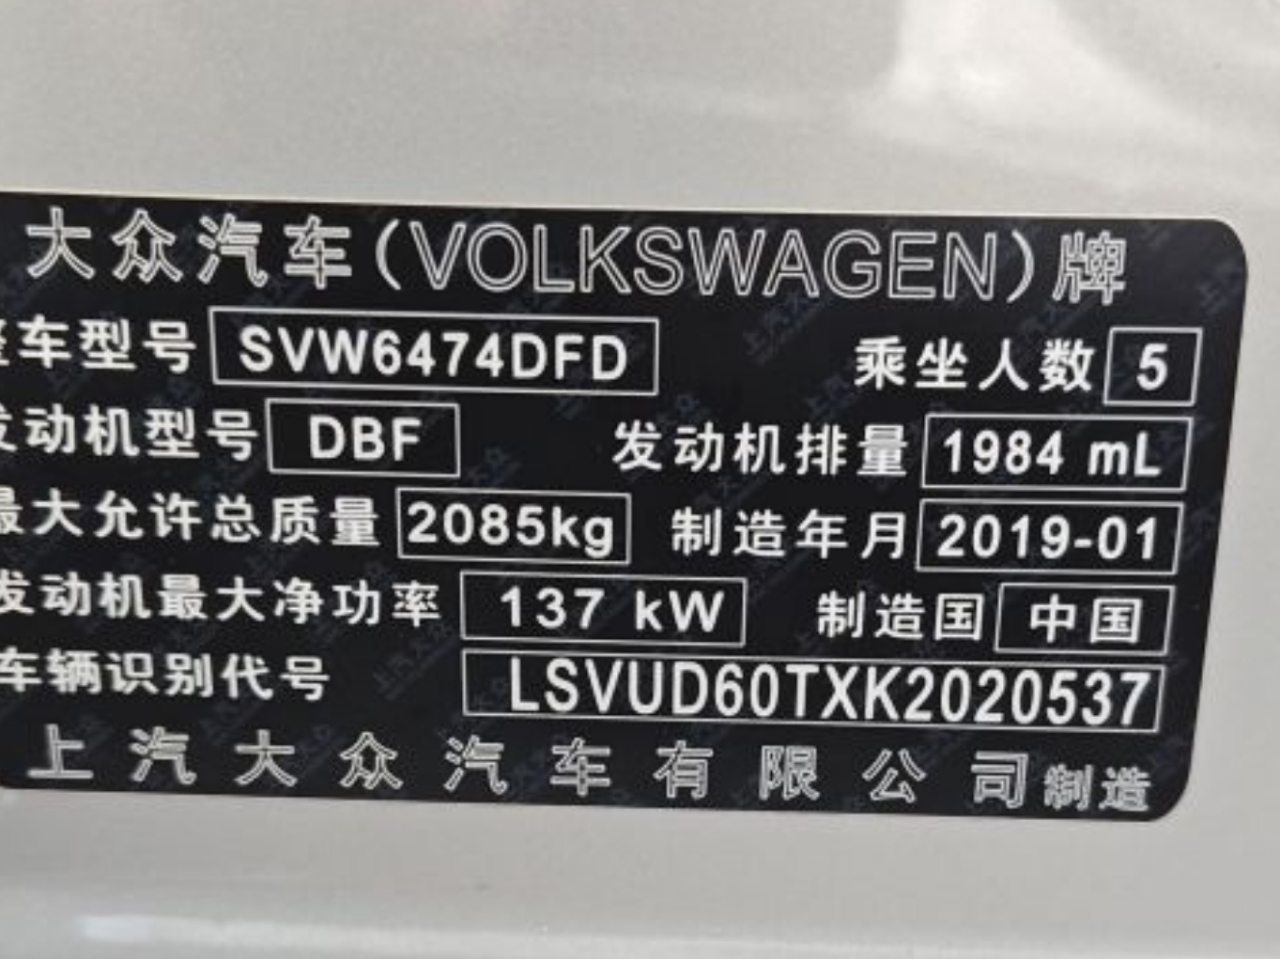 大众汽车(VOLKSWAGEN)牌
整车型号 SVW6474DFD 乘坐人数 5
发动机型号 DBF 发动机排量 1984 mL
最大允许总质量 2085kg 制造年月 2019-01
发动机最大净功率 137 kW 制造国 中国
车辆识别代号 LSVUD60TXK2020537
上汽大众汽车有限公司制造